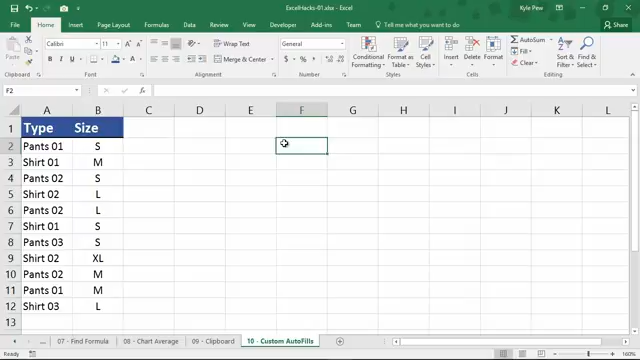 ExcelHacks-01.xlsx - Excel
Kyle Pew
File Home Insert Page Layout Formulas Data Review View Developer Add-ins Team Tell me what you want to do Share
Paste Calibri 11 Wrap Text General Conditional Formatting Format as Table Cell Styles Insert Delete Format AutoSum Sort & Filter Find & Select
B I U Merge & Center $ % Fill Clear
Clipboard Font Alignment Number Styles Cells Editing
F2 fx
A B C D E F G H I J K L
1 Type Size
2 Pants 01 S
3 Shirt 01 M
4 Pants 02 S
5 Shirt 02 L
6 Pants 02 L
7 Shirt 01 S
8 Pants 03 S
9 Shirt 02 XL
10 Pants 02 M
11 Pants 01 M
12 Shirt 03 L
13
... 07 - Find Formula 08 - Chart Average 09 - Clipboard 10 - Custom AutoFills
Ready 160%